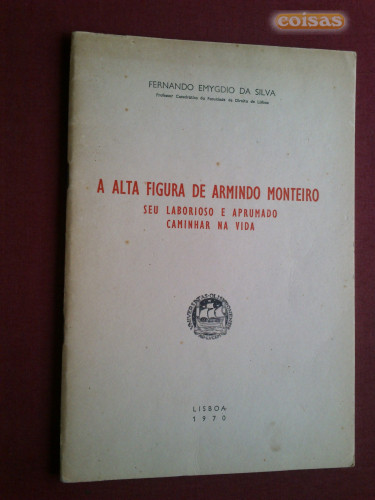 coisas
FERNANDO EMYGDIO DA SILVA
Professor Catedrático da Faculdade de Direito de Lisboa
A ALTA FIGURA DE ARMINDO MONTEIRO
SEU LABORIOSO E APRUMADO
CAMINHAR NA VIDA
LISBOA
1970